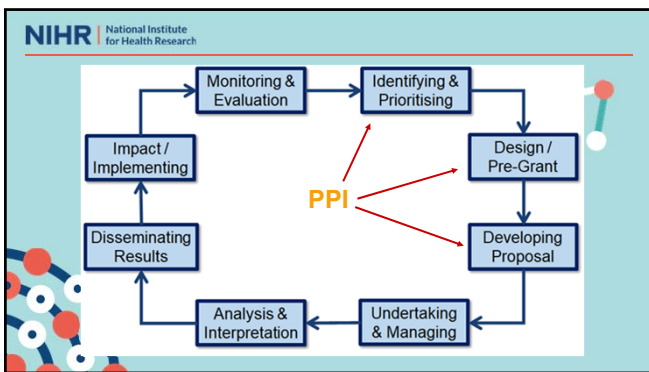 NIHR
National Institute
for Health Research
Monitoring &
Evaluation
Identifying &
Prioritising
Impact /
Implementing
Design /
Pre-Grant
PPI
Disseminating
Results
Developing
Proposal
Analysis &
Interpretation
Undertaking
& Managing